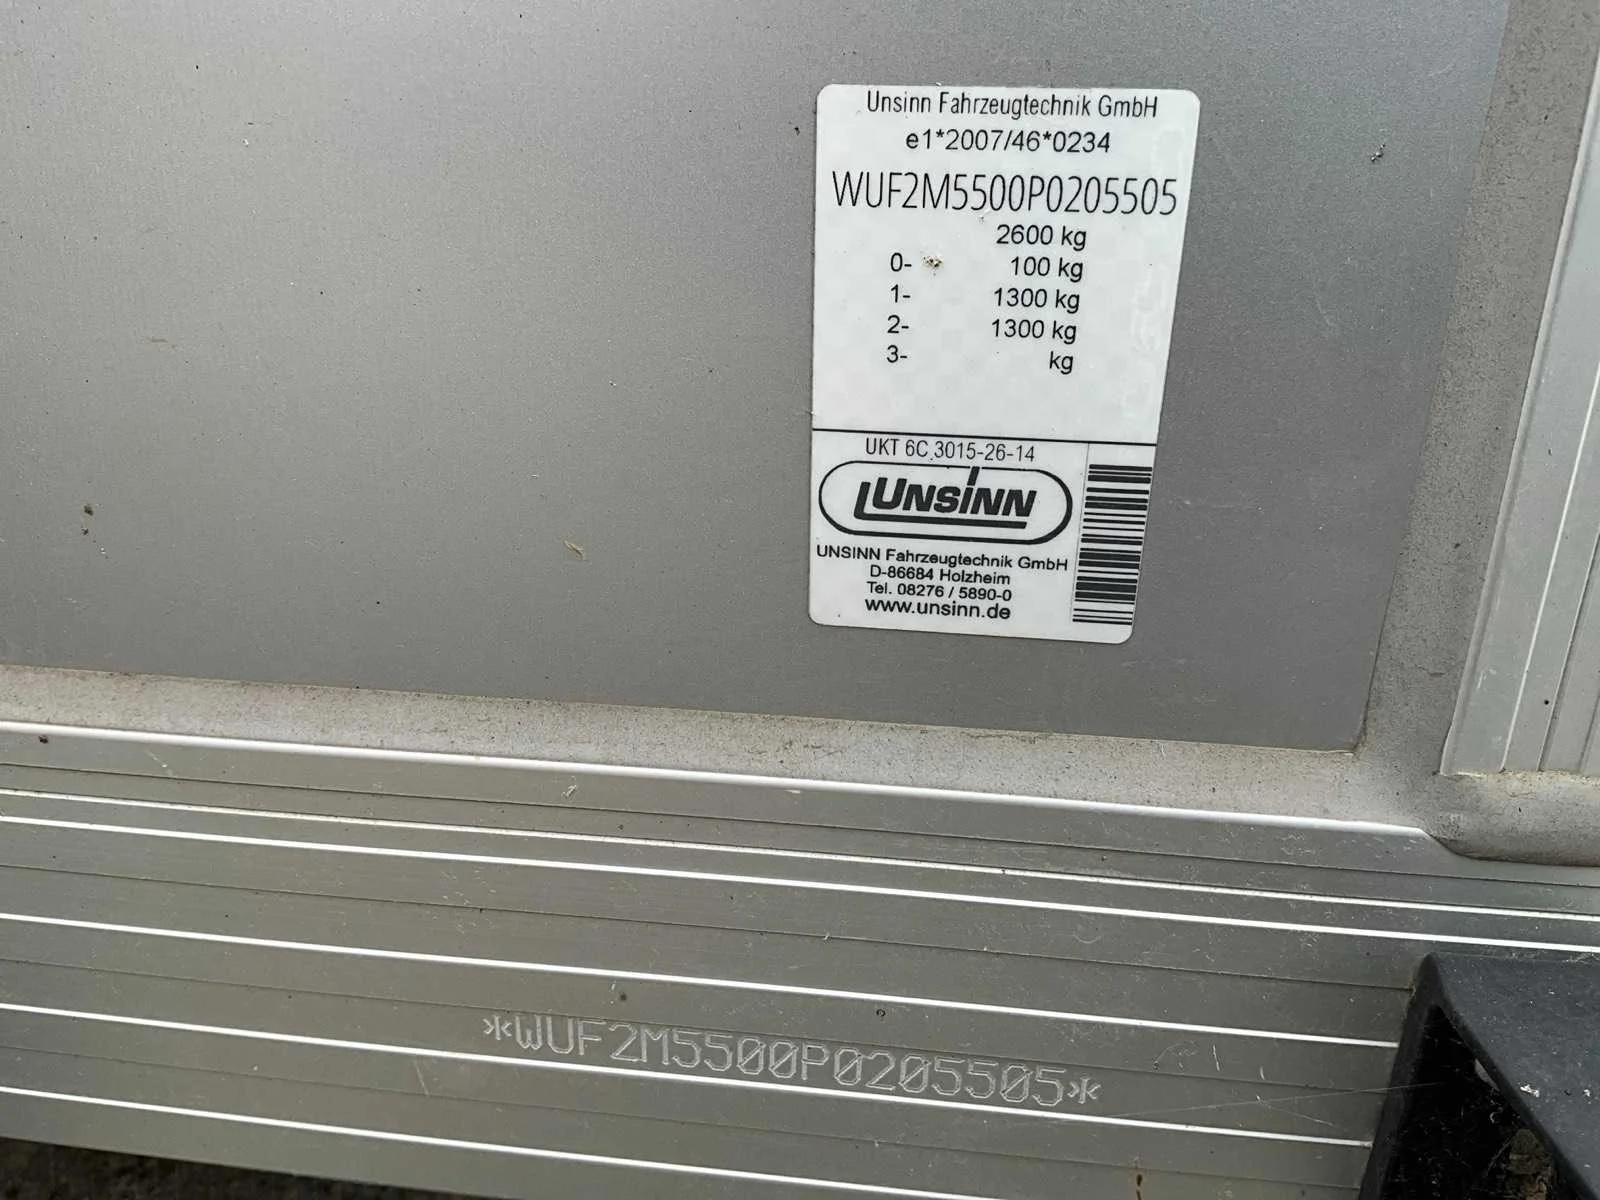 Unsinn Fahrzeugtechnik GmbH
e1*2007/46*0234
WUF2M5500P0205505
2600 kg
0- 100 kg
1- 1300 kg
2- 1300 kg
3- kg
UKT 6C 3015-26-14
UNSINN
UNSINN Fahrzeugtechnik GmbH
D-86684 Holzheim
Tel. 08276 / 5890-0
www.unsinn.de
*WUF2M5500P0205505*